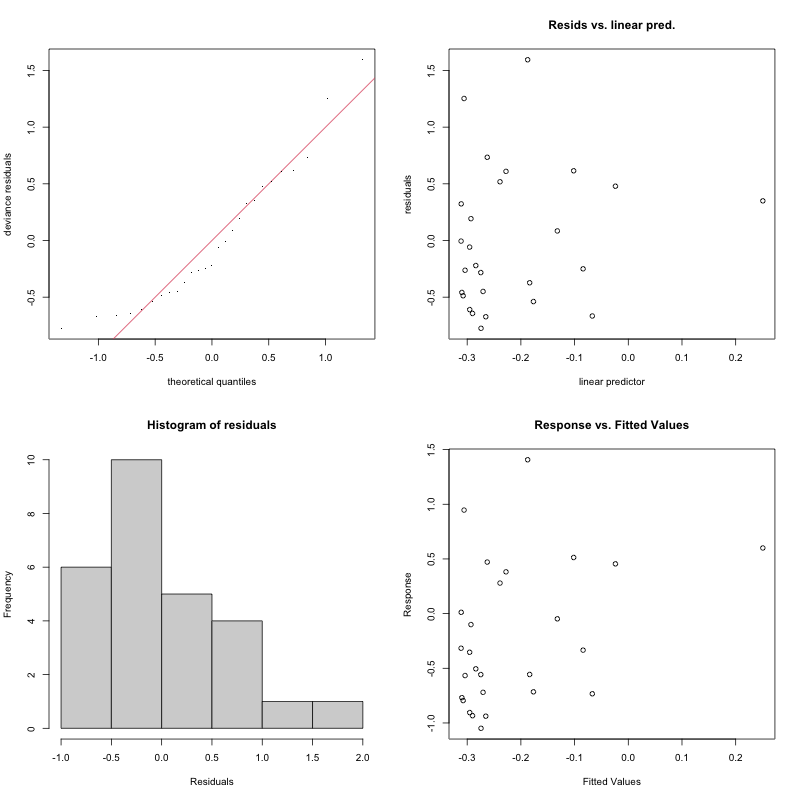 deviance residuals
1.5
1.0
0.5
0.0
-0.5
-1.0 -0.5 0.0 0.5 1.0
theoretical quantiles
Resids vs. linear pred.
residuals
1.5
1.0
0.5
0.0
-0.5
-0.3 -0.2 -0.1 0.0 0.1 0.2
linear predictor
Histogram of residuals
Frequency
10
8
6
4
2
0
-1.0 -0.5 0.0 0.5 1.0 1.5 2.0
Residuals
Response vs. Fitted Values
Response
1.5
1.0
0.5
0.0
-0.5
-1.0
-0.3 -0.2 -0.1 0.0 0.1 0.2
Fitted Values